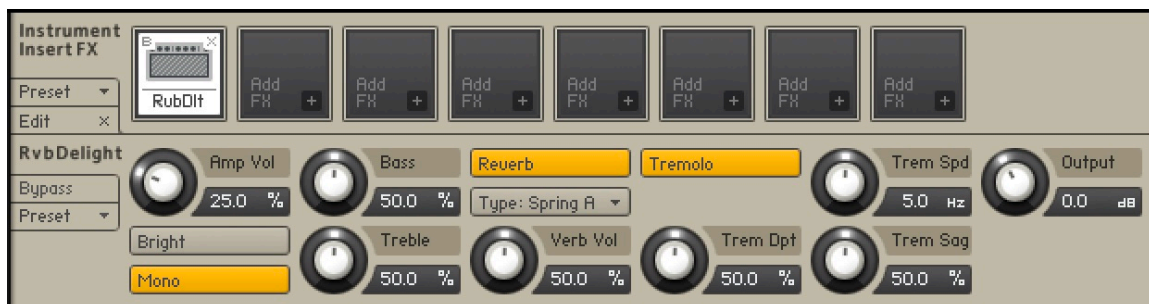 Instrument
Insert FX
Preset
Edit ×
B X
RvbDlt
Add FX +
Add FX +
Add FX +
Add FX +
Add FX +
Add FX +
Add FX +
RvbDelight
Bypass
Preset
Amp Vol
25.0 %
Bass
50.0 %
Reverb
Type: Spring A
Tremolo
Trem Spd
5.0 Hz
Output
0.0 dB
Bright
Mono
Treble
50.0 %
Verb Vol
50.0 %
Trem Dpt
50.0 %
Trem Sag
50.0 %